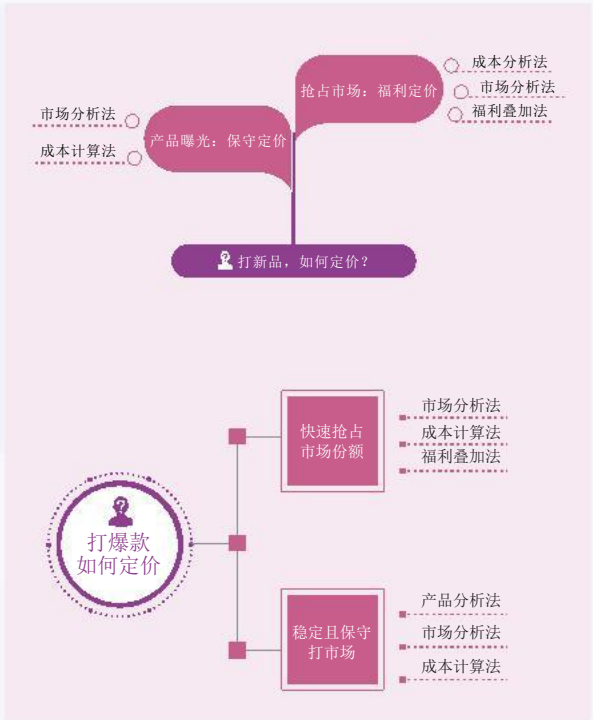 抢占市场：福利定价
成本分析法
市场分析法
福利叠加法
产品曝光：保守定价
市场分析法
成本计算法
打新品，如何定价？
打爆款
如何定价
快速抢占
市场份额
市场分析法
成本计算法
福利叠加法
稳定且保守
打市场
产品分析法
市场分析法
成本计算法